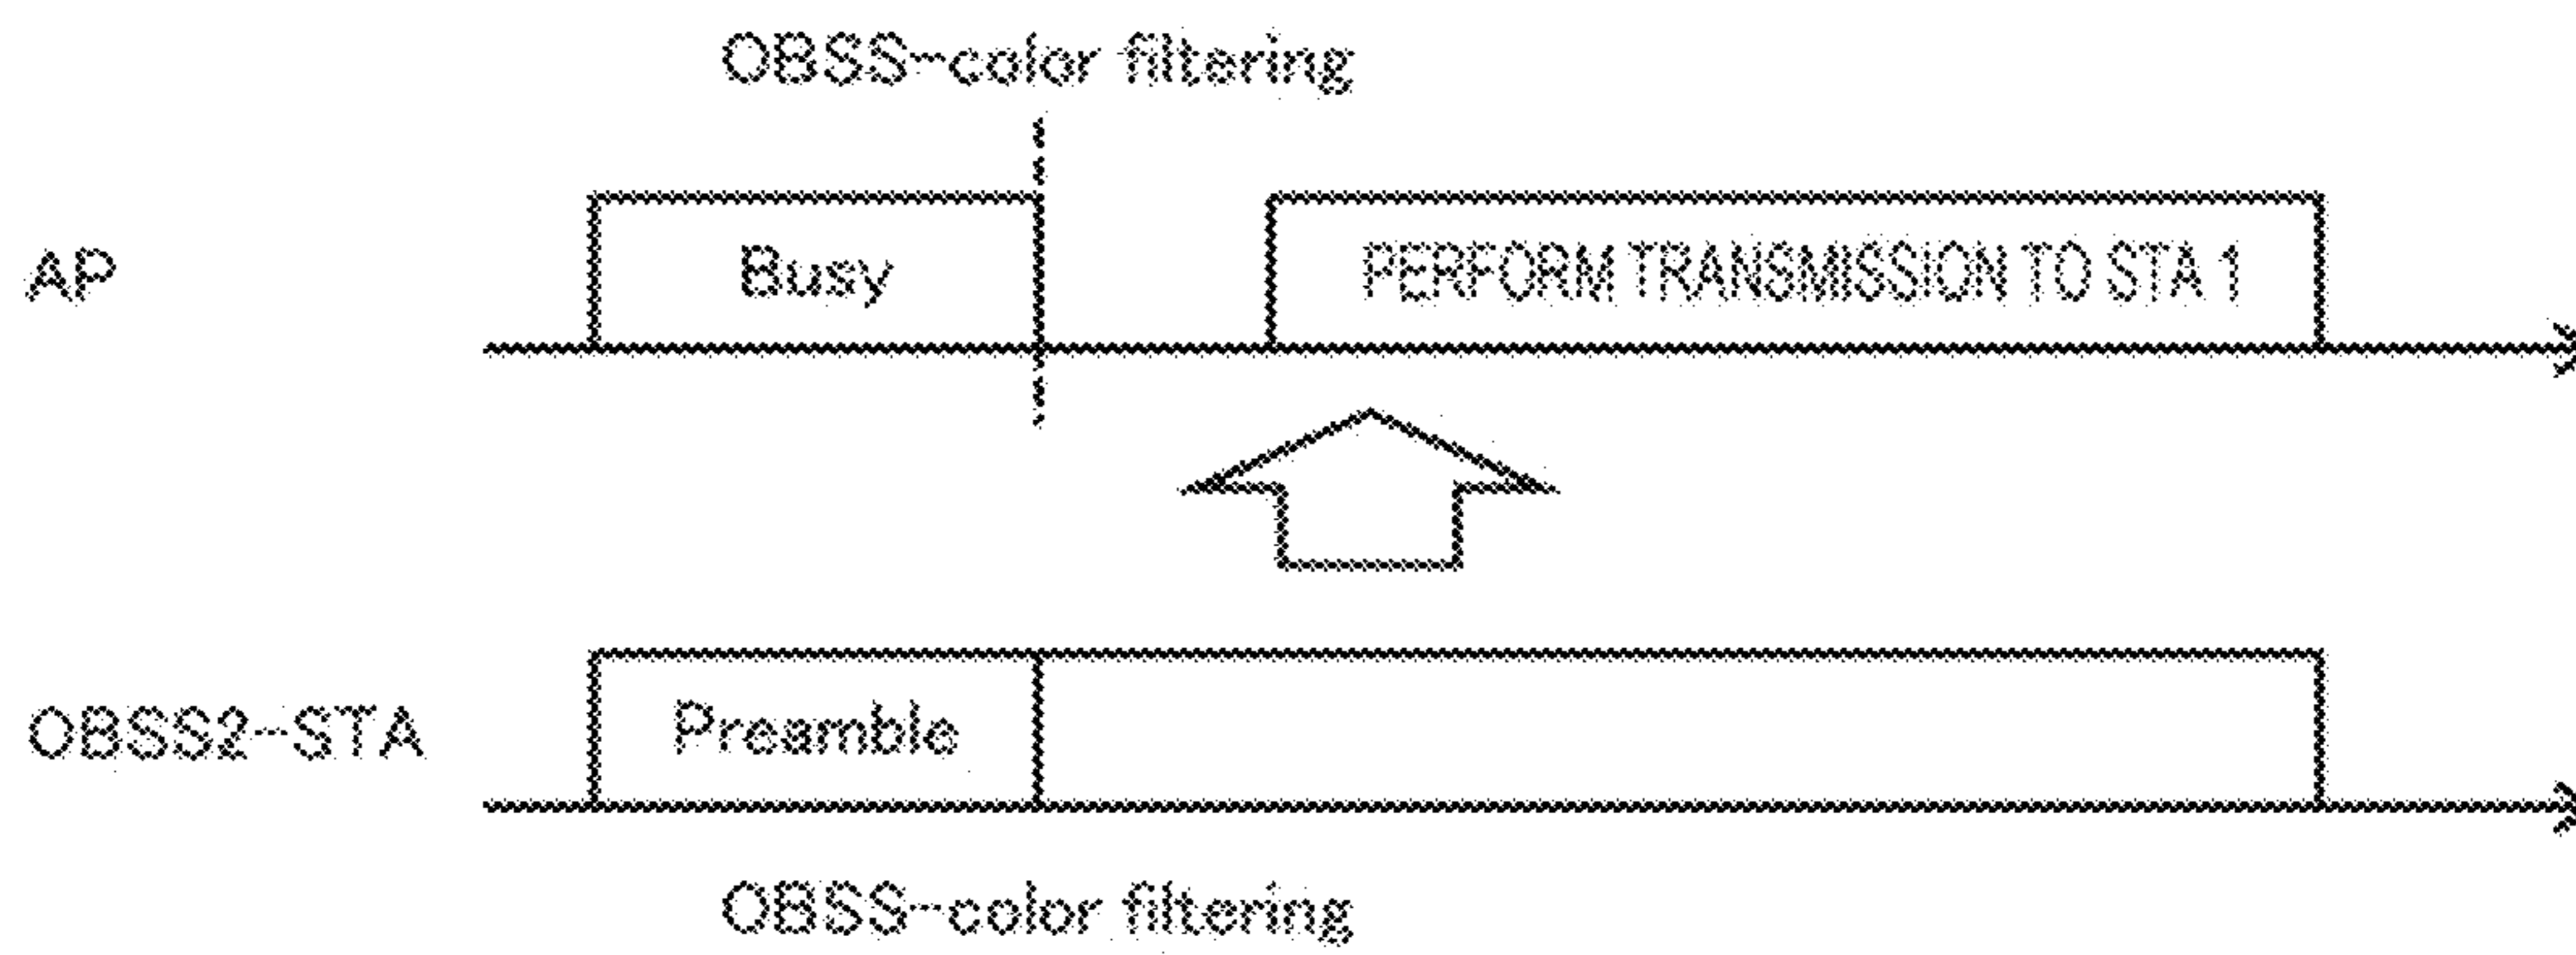 OBSS-color filtering
AP
Busy
PERFORM TRANSMISSION TO STA 1
OBSS2-STA
Preamble
OBSS-color filtering